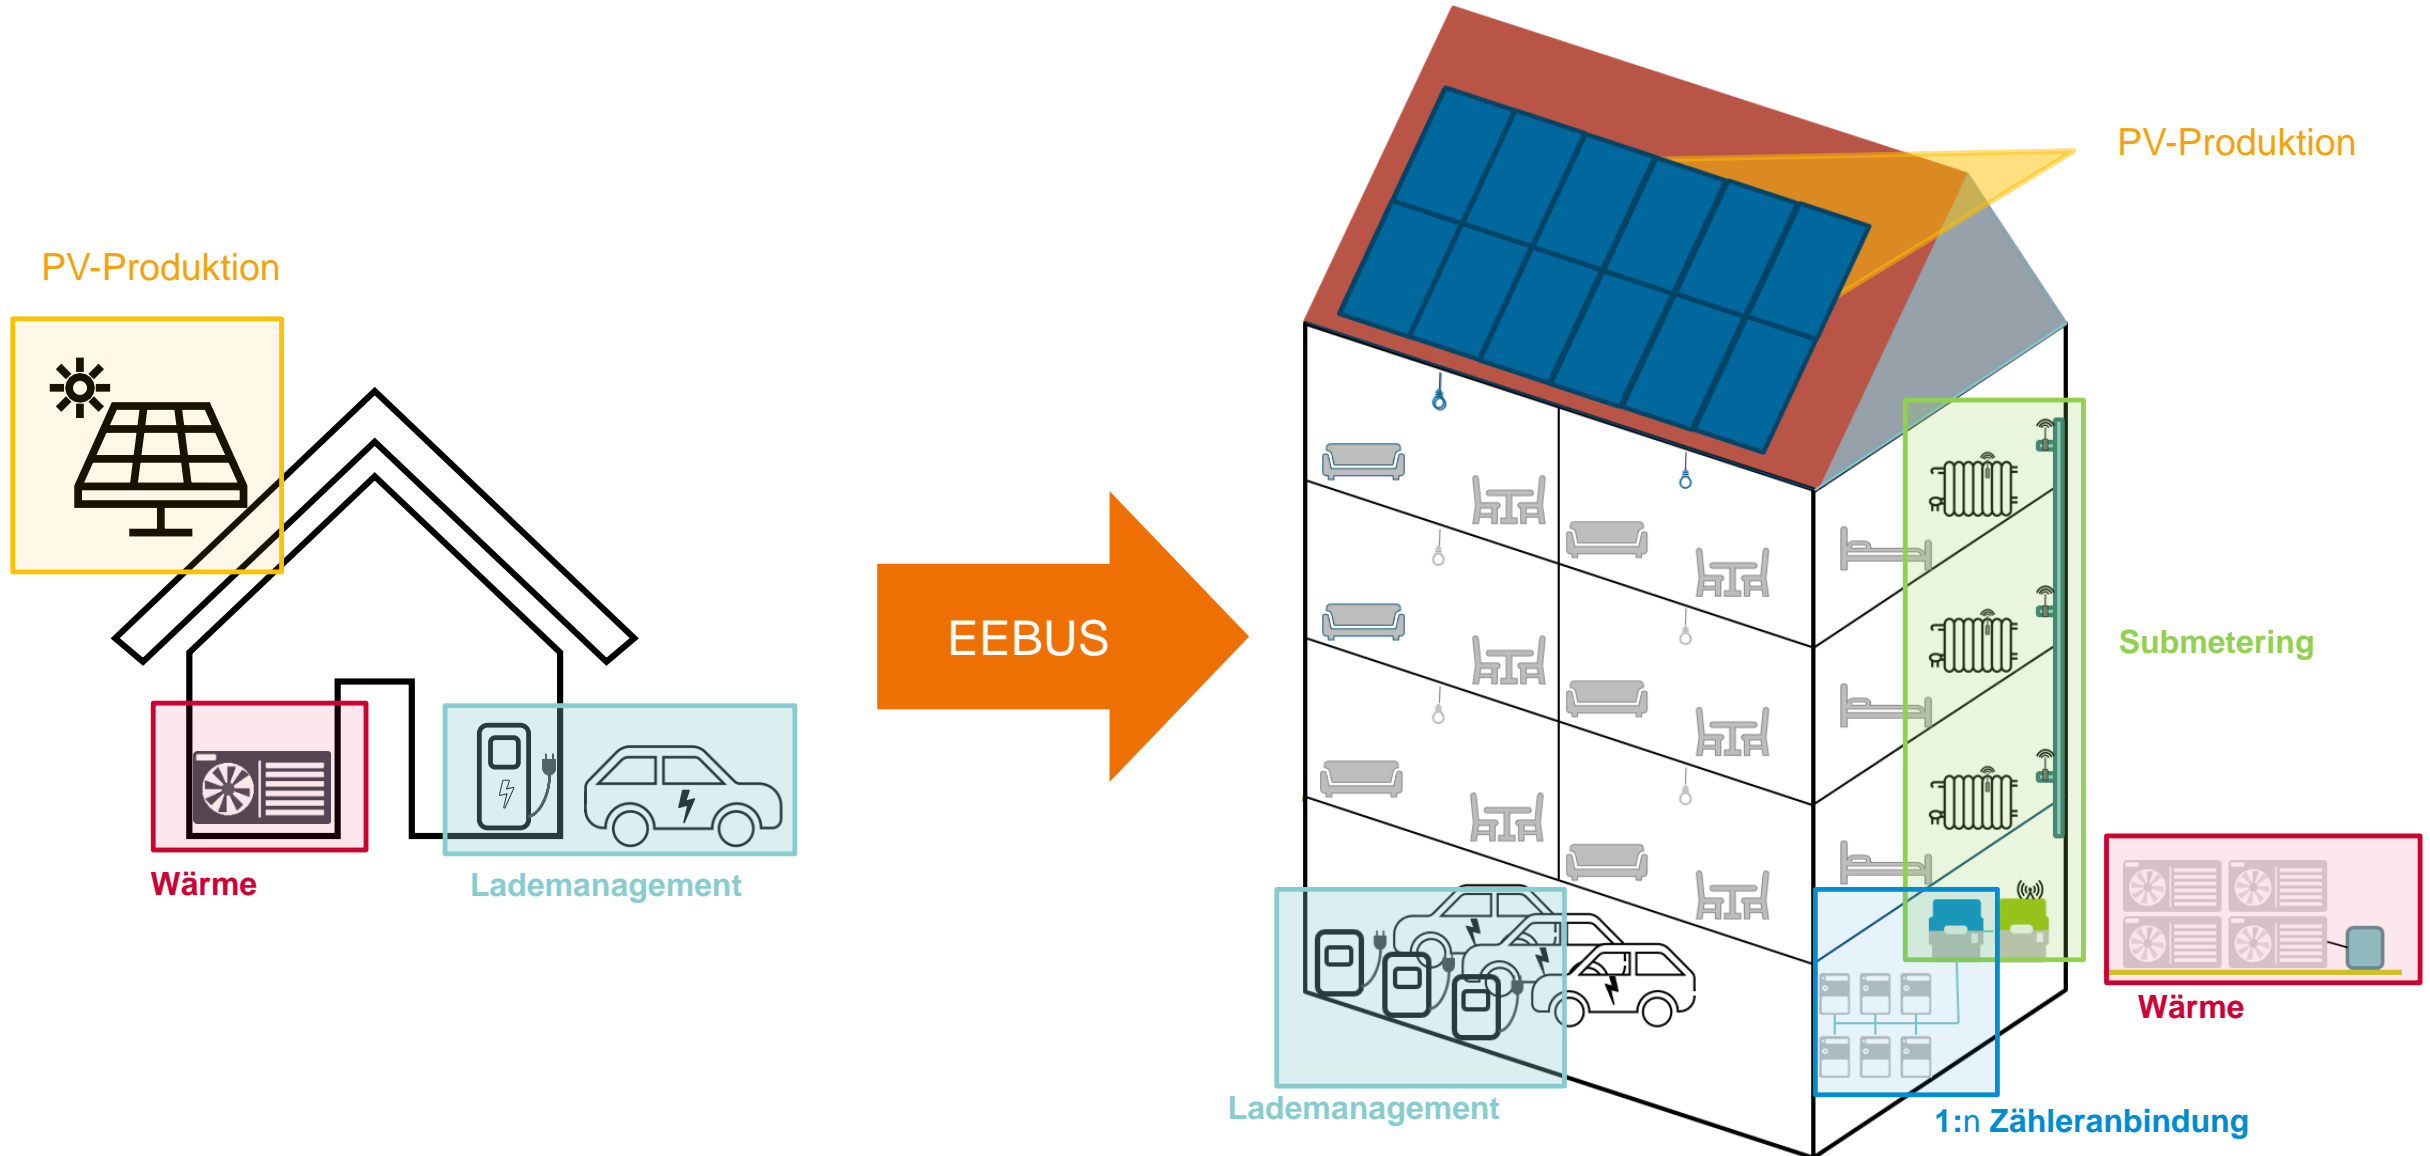 PV-Produktion
Wärme
Lademanagement
EEBUS
PV-Produktion
Submetering
Wärme
Lademanagement
1:n Zähleranbindung